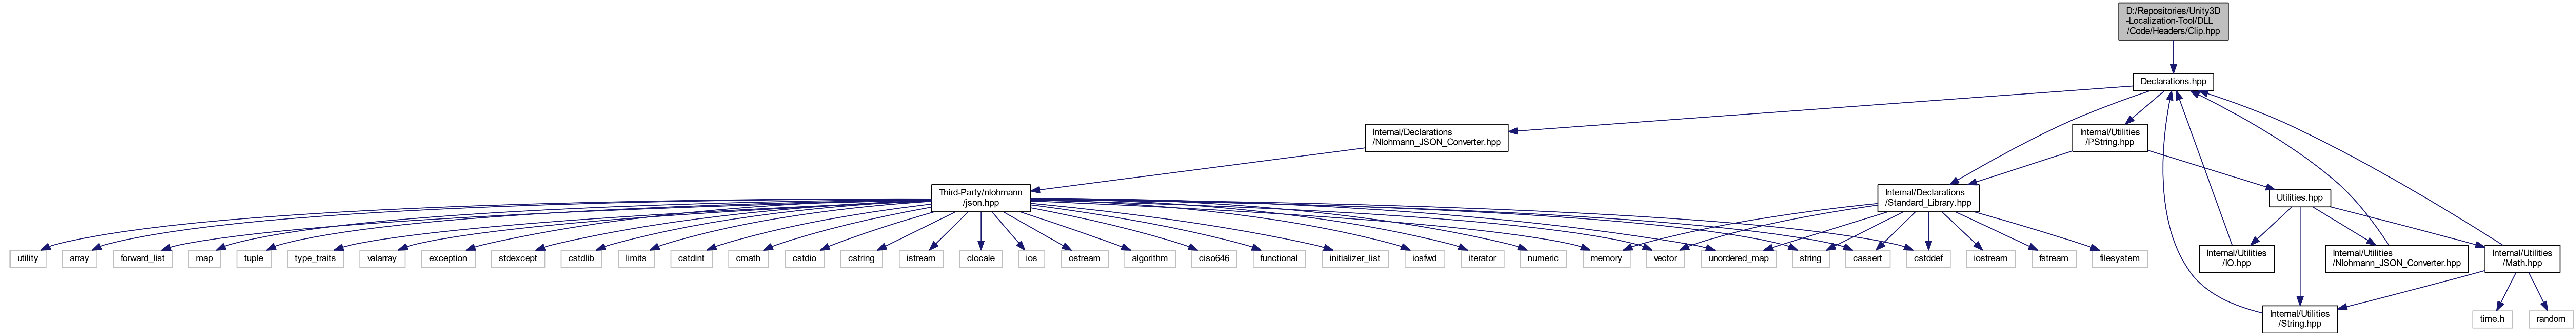 D:/Repositories/Unity3D
-Localization-Tool/DLL
/Code/Headers/Clip.hpp
Declarations.hpp
Internal/Declarations
/Nlohmann_JSON_Converter.hpp
Internal/Utilities
/PString.hpp
Third-Party/nlohmann
/json.hpp
Internal/Declarations
/Standard_Library.hpp
Utilities.hpp
utility
array
forward_list
map
tuple
type_traits
valarray
exception
stdexcept
cstdlib
limits
cstdint
cmath
cstdio
cstring
istream
clocale
ios
ostream
algorithm
ciso646
functional
initializer_list
iosfwd
iterator
numeric
memory
vector
unordered_map
string
cassert
cstddef
iostream
fstream
filesystem
Internal/Utilities
/IO.hpp
Internal/Utilities
/Nlohmann_JSON_Converter.hpp
Internal/Utilities
/Math.hpp
Internal/Utilities
/String.hpp
time.h
random